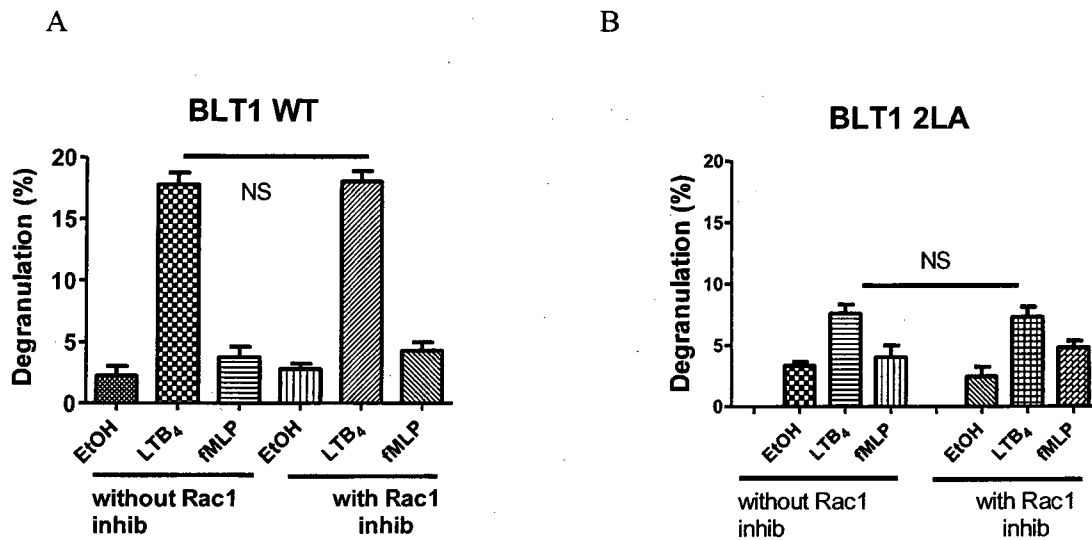 A
BLT1 WT
Degranulation (%)
20
15
10
5
0
NS
EtOH
LTB4
fMLP
EtOH
LTB4
fMLP
without Rac1
inhib
with Rac1
inhib
B
BLT1 2LA
Degranulation (%)
20
15
10
5
0
NS
EtOH
LTB4
fMLP
EtOH
LTB4
fMLP
without Rac1
inhib
with Rac1
inhib